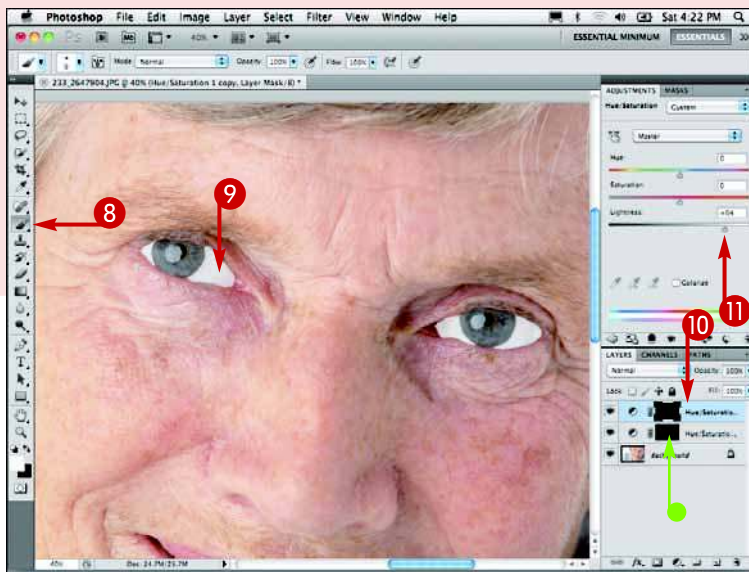 Photoshop File Edit Image Layer Select Filter View Window Help Sat 4:22 PM
Ps Br Mb 40% ESSENTIAL MINIMUM ESSENTIALS
Mode: Normal Opacity: 100% Flow: 100%
233_2647904.JPG @ 40% (Hue/Saturation 1 copy, Layer Mask/8) *
ADJUSTMENTS MASKS
Hue/Saturation Custom
Master
Hue: 0
Saturation: 0
Lightness: +64
Colorize
8
9
10
11
LAYERS CHANNELS PATHS
Normal Opacity: 100%
Lock: Fill: 100%
Hue/Saturatio...
Hue/Saturatio...
Background
40% Doc: 24.7M/25.7M